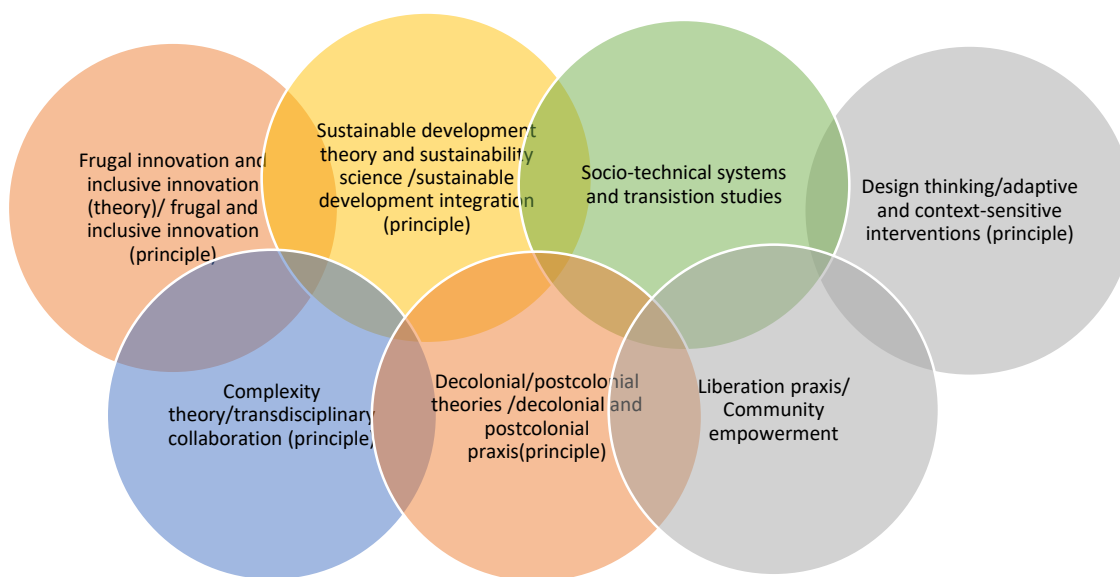 Frugal innovation and
inclusive innovation
(theory)/ frugal and
inclusive innovation
(principle)
Sustainable development
theory and sustainability
science /sustainable
development integration
(principle)
Socio-technical systems
and transistion studies
Design thinking/adaptive
and context-sensitive
interventions (principle)
Complexity
theory/transdisciplinary
collaboration (principle)
Decolonial/postcolonial
theories /decolonial and
postcolonial
praxis(principle)
Liberation praxis/
Community
empowerment